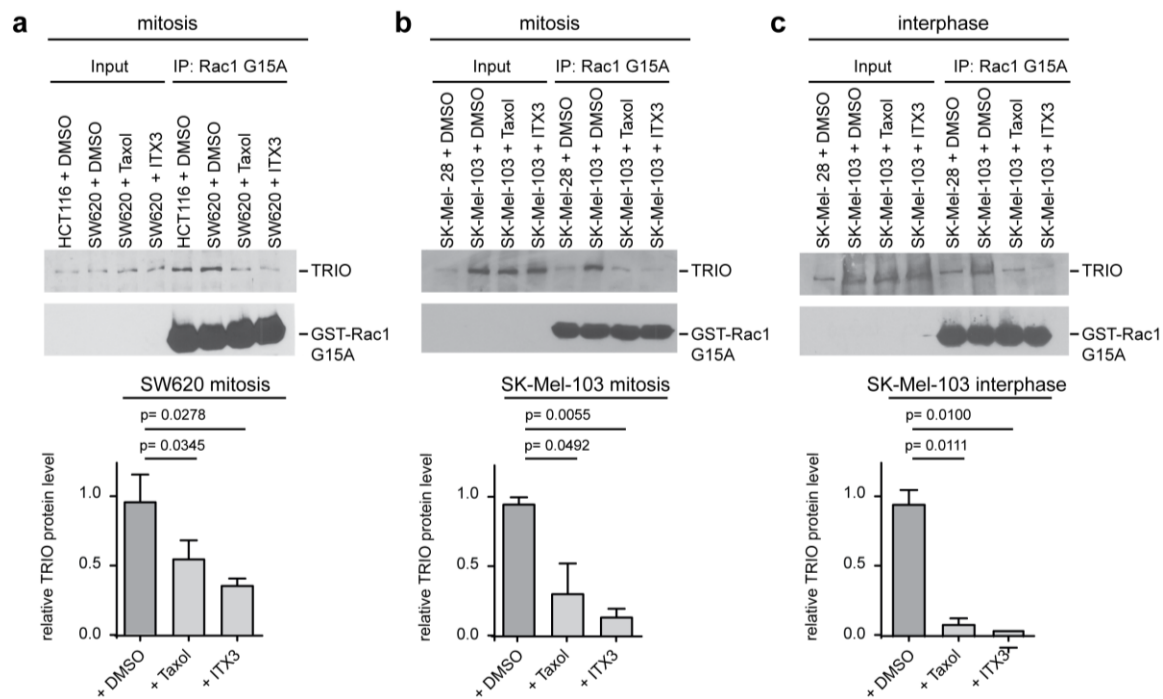 a
mitosis
Input
IP: Rac1 G15A
HCT116 + DMSO
SW620 + DMSO
SW620 + Taxol
SW620 + ITX3
HCT116 + DMSO
SW620 + DMSO
SW620 + Taxol
SW620 + ITX3
TRIO
GST-Rac1
G15A
SW620 mitosis
p= 0.0278
p= 0.0345
relative TRIO protein level
1.0
0.5
0.0
+ DMSO
+ Taxol
+ ITX3
b
mitosis
Input
IP: Rac1 G15A
SK-Mel- 28 + DMSO
SK-Mel-103 + DMSO
SK-Mel-103 + Taxol
SK-Mel-103 + ITX3
SK-Mel-28 + DMSO
SK-Mel-103 + DMSO
SK-Mel-103 + Taxol
SK-Mel-103 + ITX3
TRIO
GST-Rac1
G15A
SK-Mel-103 mitosis
p= 0.0055
p= 0.0492
relative TRIO protein level
1.0
0.5
0.0
+ DMSO
+ Taxol
+ ITX3
c
interphase
Input
IP: Rac1 G15A
SK-Mel- 28 + DMSO
SK-Mel-103 + DMSO
SK-Mel-103 + Taxol
SK-Mel-103 + ITX3
SK-Mel-28 + DMSO
SK-Mel-103 + DMSO
SK-Mel-103 + Taxol
SK-Mel-103 + ITX3
TRIO
GST-Rac1
G15A
SK-Mel-103 interphase
p= 0.0100
p= 0.0111
relative TRIO protein level
1.0
0.5
0.0
+ DMSO
+ Taxol
+ ITX3